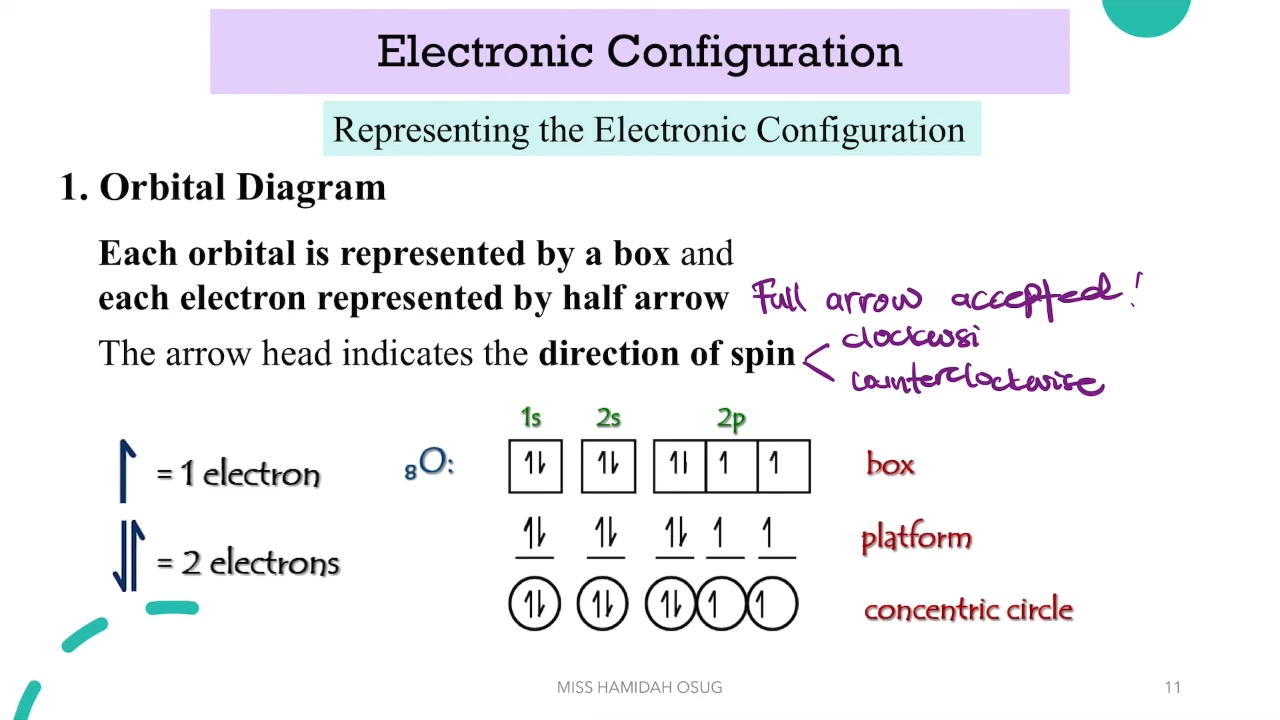 Electronic Configuration
Representing the Electronic Configuration
1. Orbital Diagram
Each orbital is represented by a box and
each electron represented by half arrow Full arrow accepted!
The arrow head indicates the direction of spin
clockwsi
counterclockwise
1s 2s 2p
= 1 electron
8O:
box
platform
= 2 electrons
concentric circle
MISS HAMIDAH OSUG
11